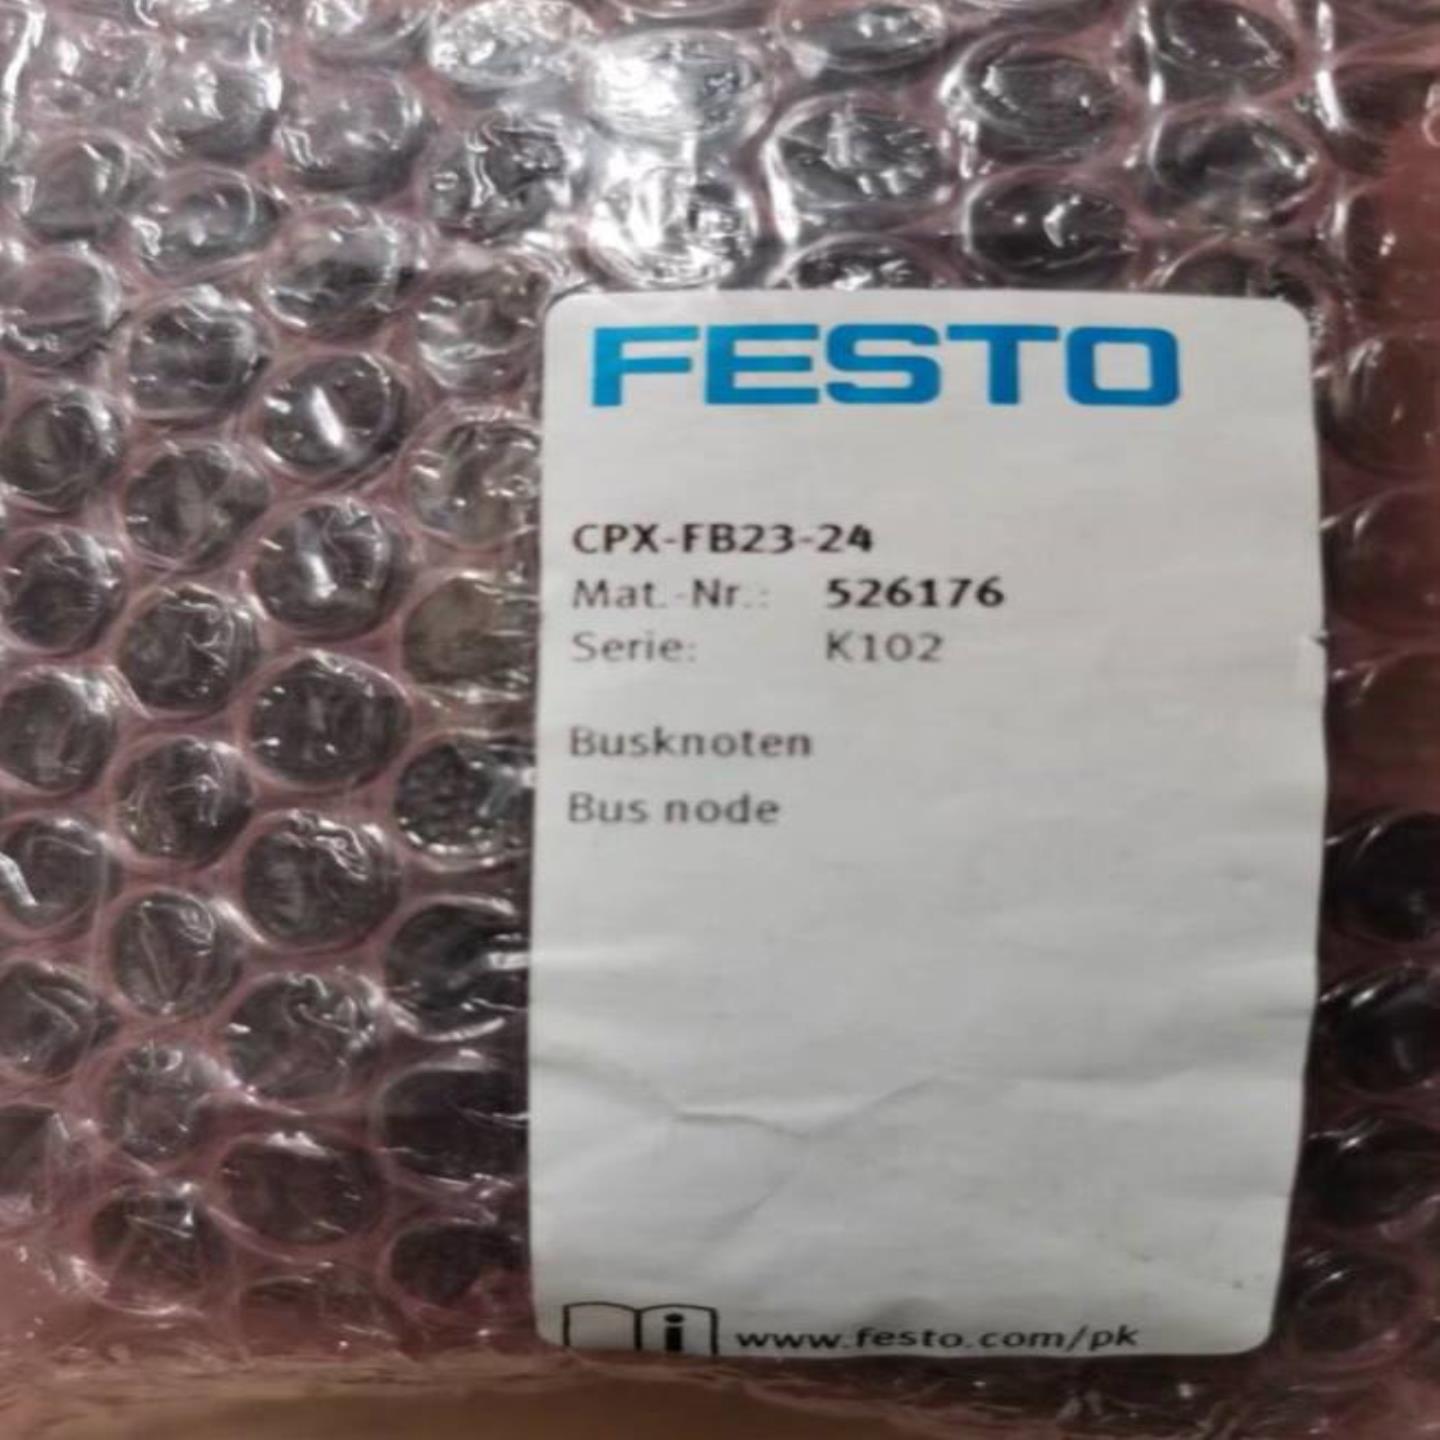 FESTO
CPX-FB23-24
Mat.-Nr.: 526176
Serie: K102
Busknoten
Bus node
www.festo.com/pk